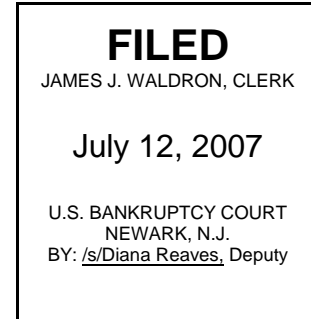 FILED
JAMES J. WALDRON, CLERK
July 12, 2007
U.S. BANKRUPTCY COURT
NEWARK, N.J.
BY: /s/Diana Reaves, Deputy